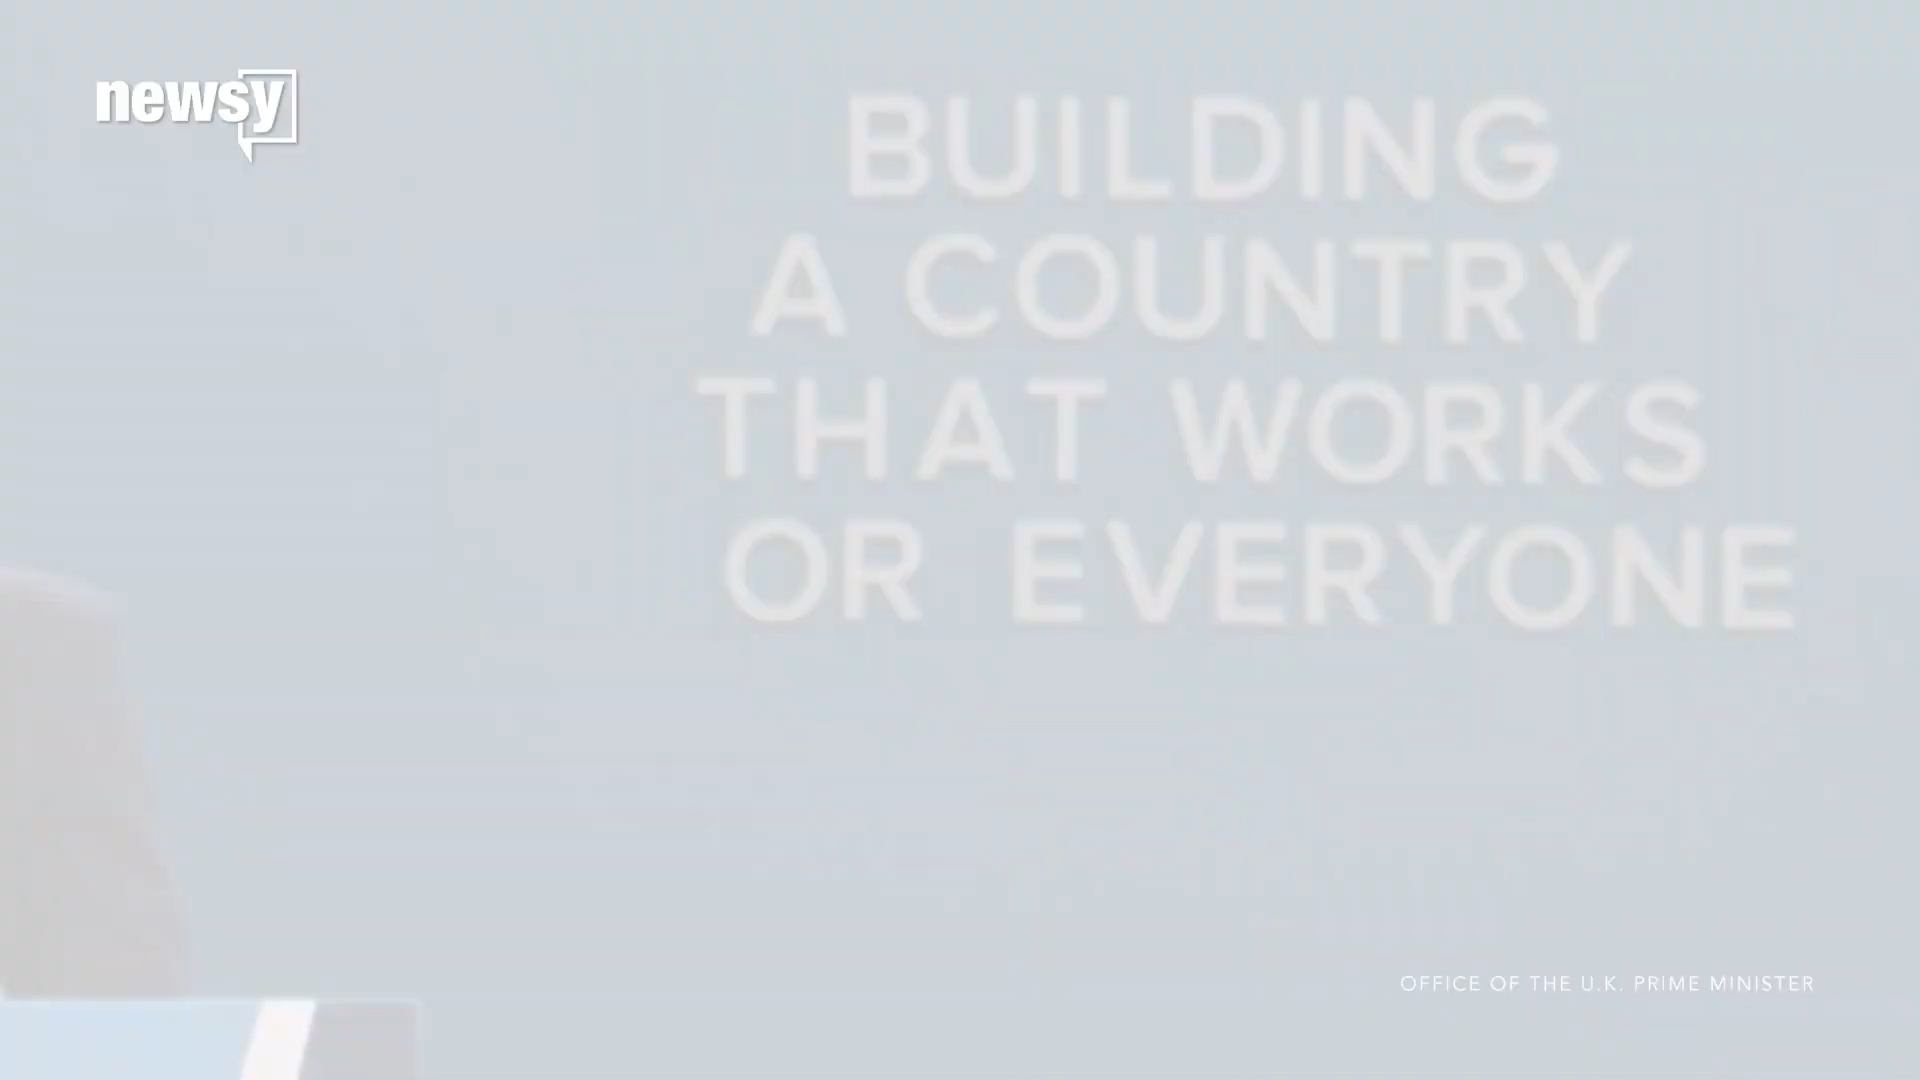 newsy
BUILDING
A COUNTRY
THAT WORKS
OR EVERYONE
OFFICE OF THE U.K. PRIME MINISTER